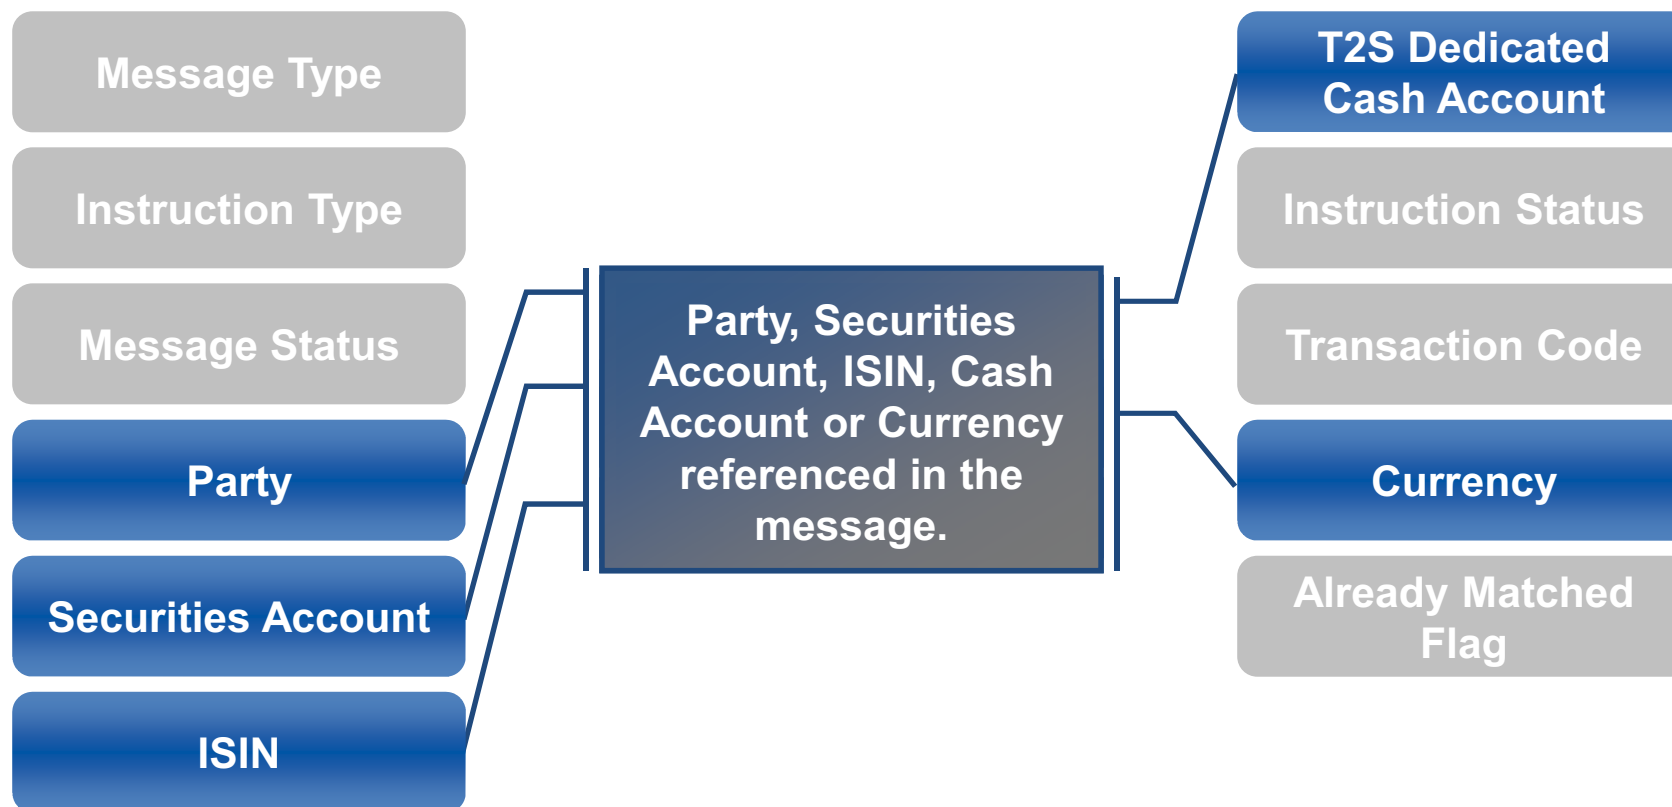 Message Type
Instruction Type
Message Status
Party
Securities Account
ISIN
Party, Securities
Account, ISIN, Cash
Account or Currency
referenced in the
message.
T2S Dedicated
Cash Account
Instruction Status
Transaction Code
Currency
Already Matched
Flag